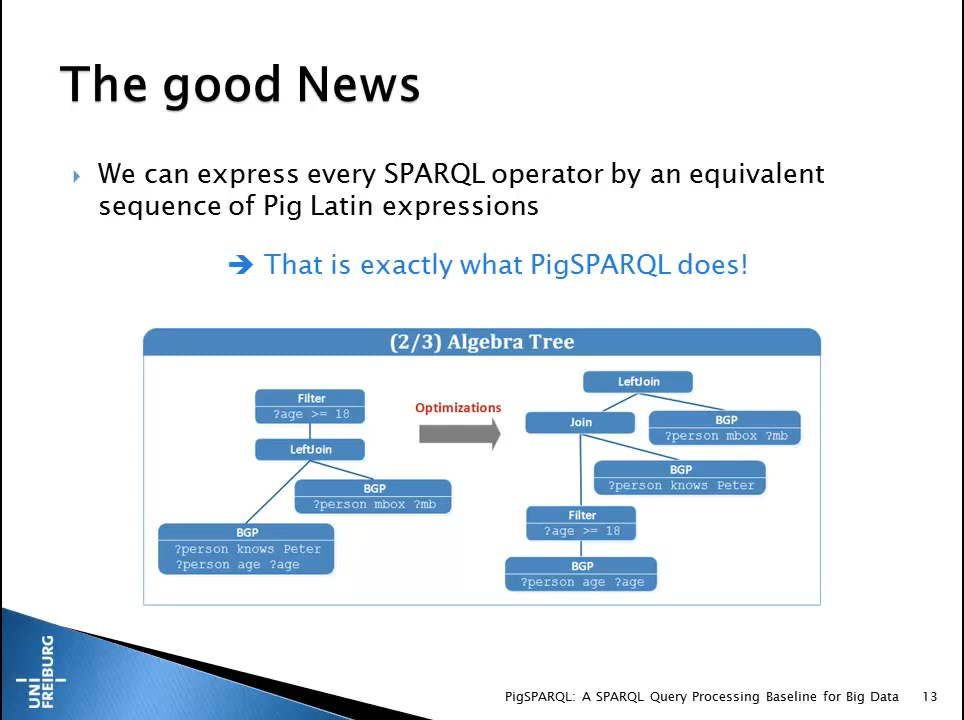 The good News
We can express every SPARQL operator by an equivalent
sequence of Pig Latin expressions
➔ That is exactly what PigSPARQL does!
(2/3) Algebra Tree
Filter
?age >= 18
LeftJoin
BGP
?person mbox ?mb
BGP
?person knows Peter
?person age ?age
Optimizations
LeftJoin
Join
BGP
?person mbox ?mb
BGP
?person knows Peter
Filter
?age >= 18
BGP
?person age ?age
UNI
FREIBURG
PigSPARQL: A SPARQL Query Processing Baseline for Big Data 13